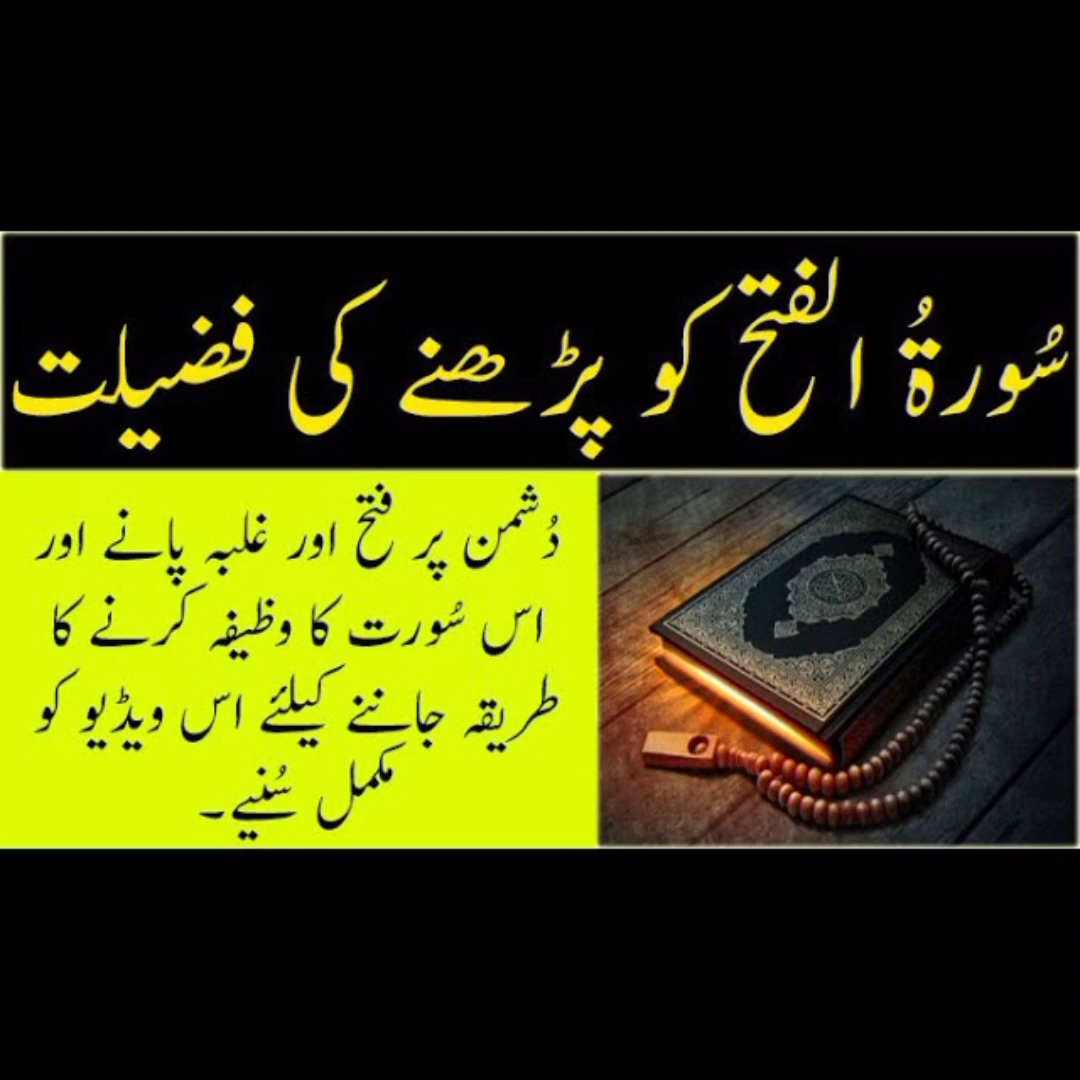 سُورۃُ الفتح کو پڑھنے کی فضیلت
دُشمن پر فتح اور غلبہ پانے اور
اس سُورت کا وظیفہ کرنے کا
طریقہ جاننے کیلئے اس ویڈیو کو
مکمل سُنیے۔